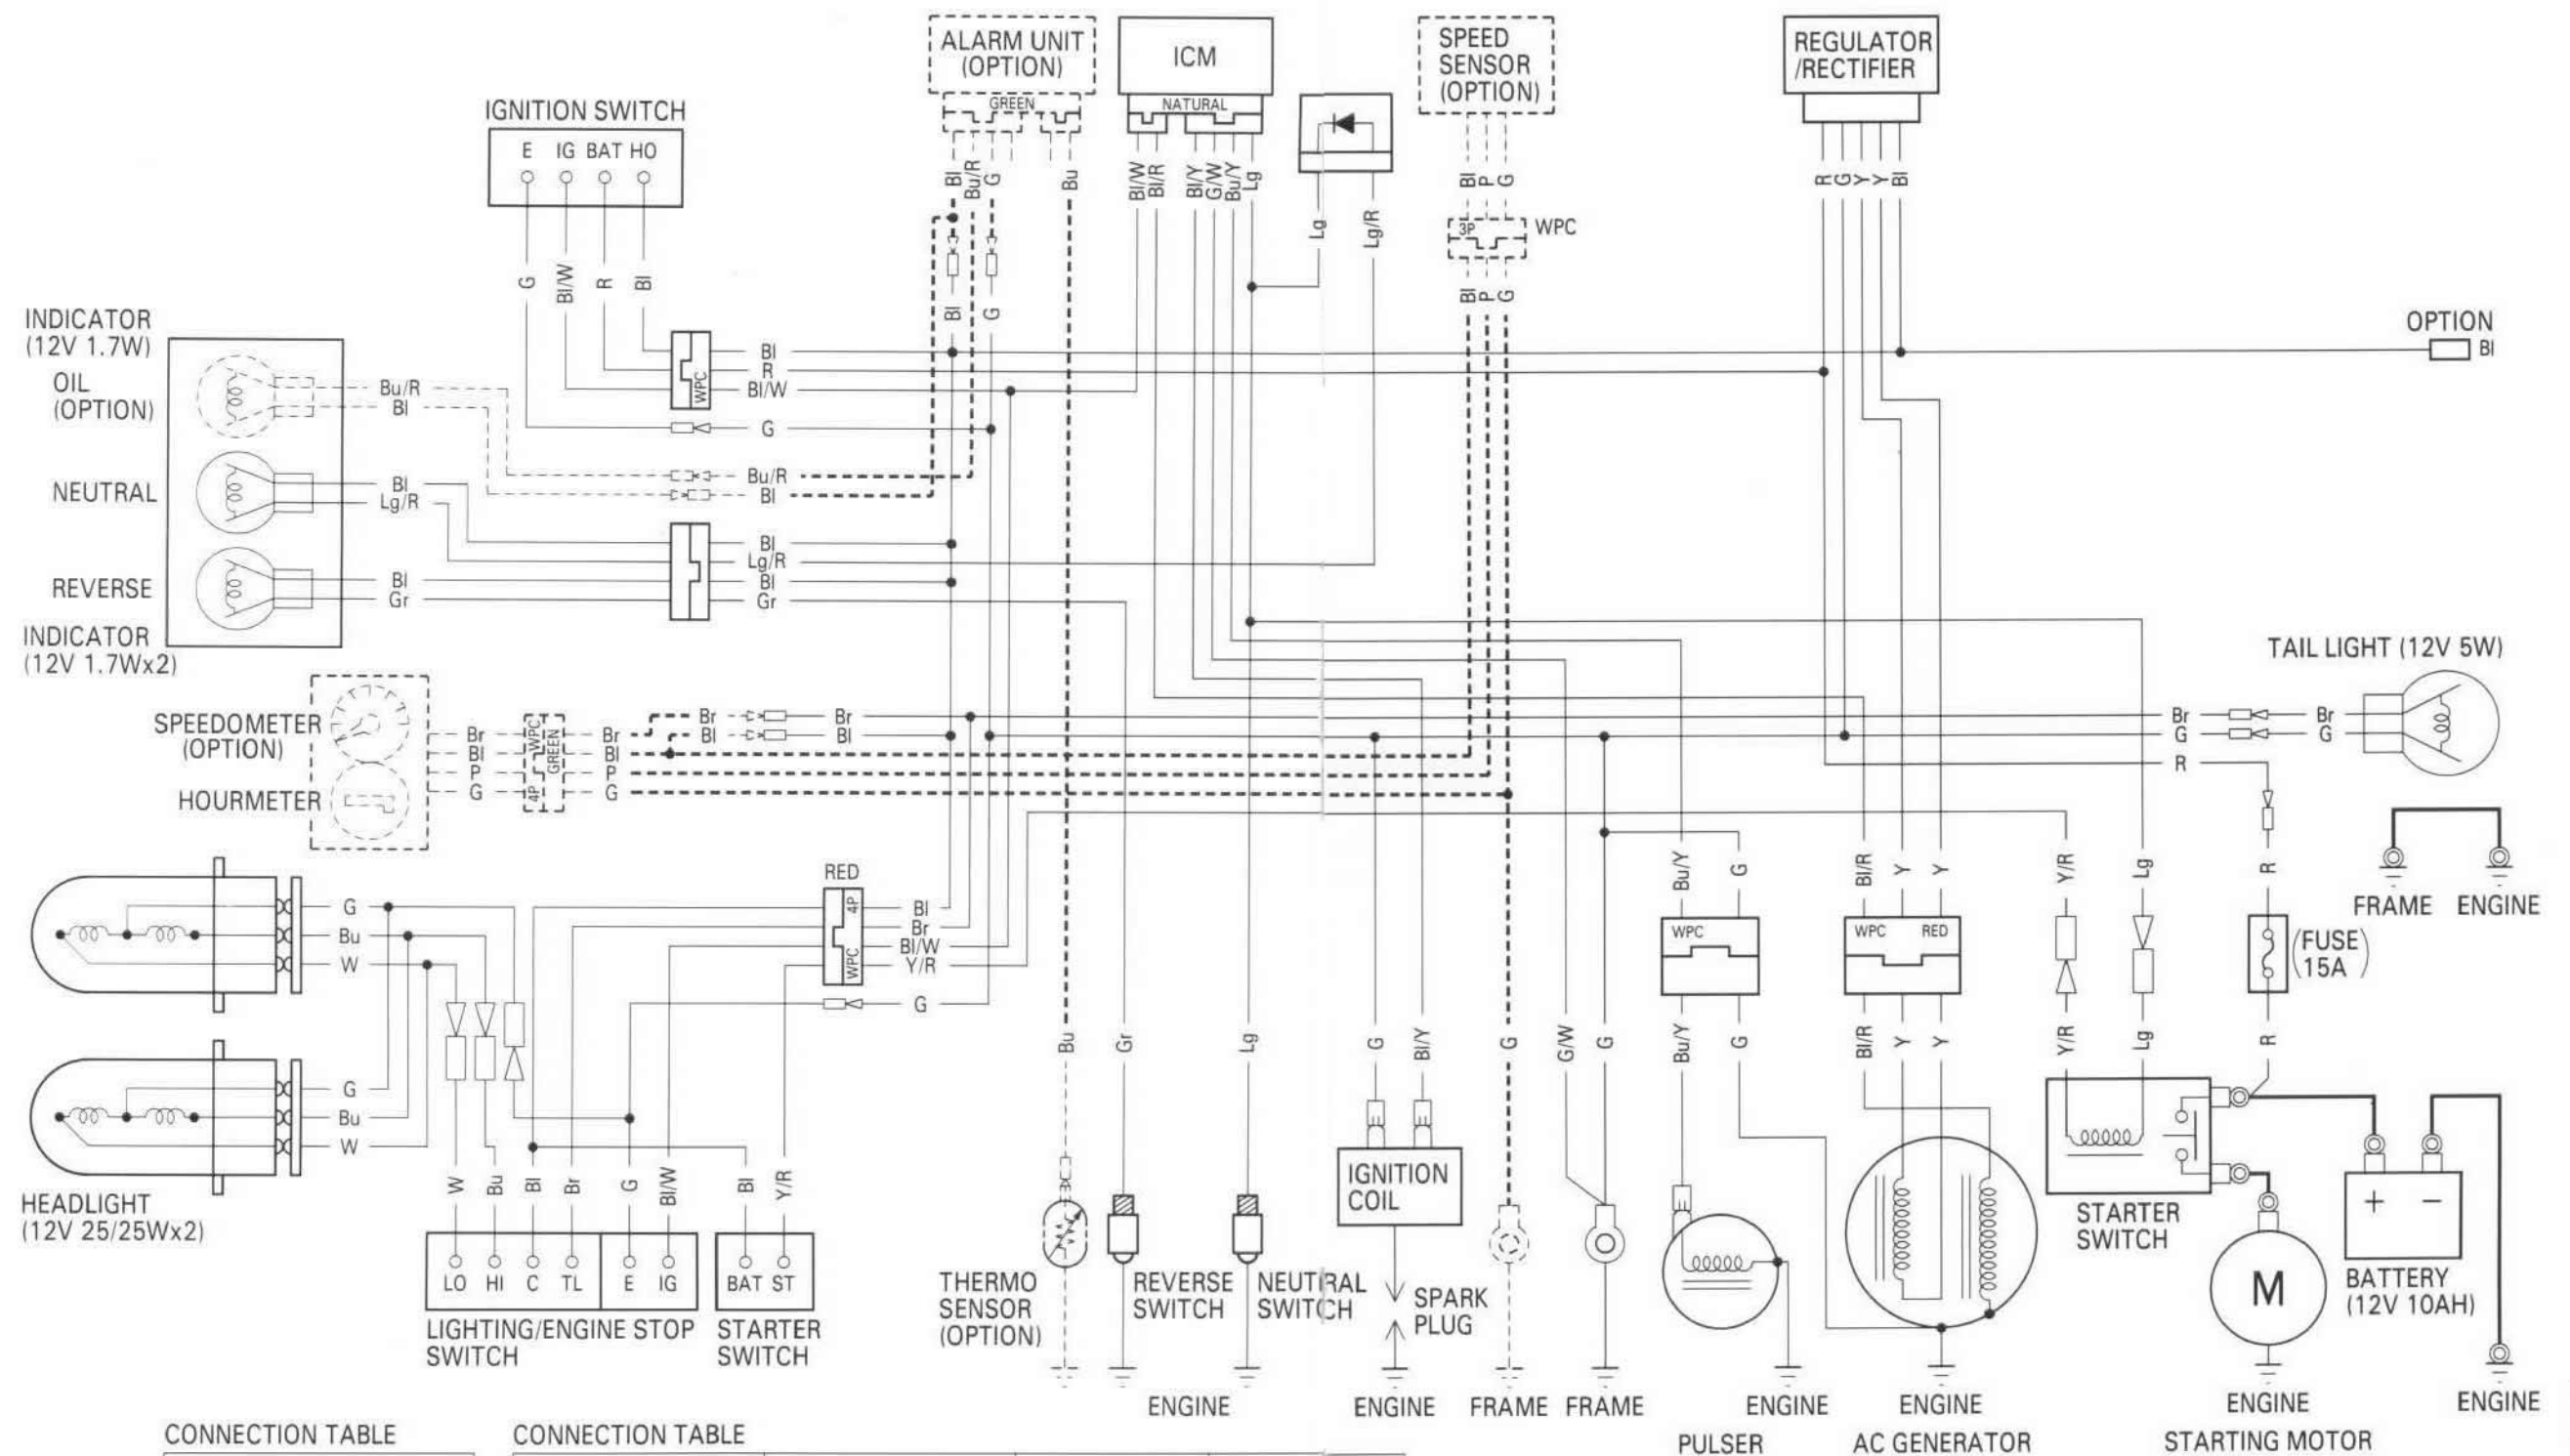 ALARM UNIT
(OPTION)
GREEN
ICM
NATURAL
SPEED
SENSOR
(OPTION)
REGULATOR
/RECTIFIER
IGNITION SWITCH
E IG BAT HO
Bl
Bu/R
G
Bu
Bl/W
Bl/R
Bl/Y
G/W
Bu/Y
Lg
Lg
Lg/R
Bl
P
G
3P
WPC
Bl
P
G
R
G
Y
Y
Bl
G
Bl/W
R
Bl
Bl
G
WPC
Bl
R
Bl/W
G
OPTION
Bl
INDICATOR
(12V 1.7W)
OIL
(OPTION)
Bu/R
Bl
Bu/R
Bl
NEUTRAL
Bl
Lg/R
Bl
Lg/R
REVERSE
Bl
Gr
Bl
Gr
INDICATOR
(12V 1.7Wx2)
SPEEDOMETER
(OPTION)
HOURMETER
Br
Bl
P
G
WPC
GREEN
4P
Br
Bl
P
G
Br
Bl
Br
Bl
TAIL LIGHT (12V 5W)
Br
G
R
Br
G
FRAME ENGINE
RED
4P
WPC
Bl
Br
Bl/W
Y/R
G
G
Bu
W
G
Bu
W
HEADLIGHT
(12V 25/25Wx2)
W
Bu
Bl
Br
G
Bl/W
Bl
Y/R
LO HI C TL E IG
BAT ST
LIGHTING/ENGINE STOP
SWITCH
STARTER
SWITCH
Bu
Gr
Lg
G
Bl/Y
G
G/W
G
THERMO
SENSOR
(OPTION)
REVERSE
SWITCH
NEUTRAL
SWITCH
ENGINE
IGNITION
COIL
SPARK
PLUG
ENGINE
FRAME
FRAME
Bu/Y
G
WPC
Bu/Y
G
ENGINE
PULSER
Bl/R
Y
Y
WPC RED
Bl/R
Y
Y
ENGINE
AC GENERATOR
Y/R
Lg
Y/R
Lg
R
(FUSE
15A)
R
STARTER
SWITCH
M
ENGINE
STARTING MOTOR
+ −
BATTERY
(12V 10AH)
ENGINE
CONNECTION TABLE
CONNECTION TABLE